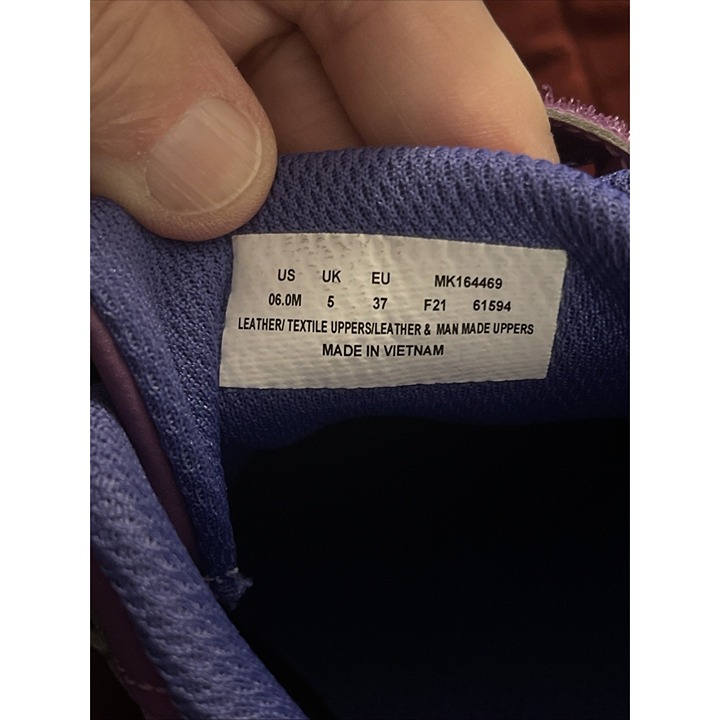 US UK EU MK164469
06.0M 5 37 F21 61594
LEATHER/ TEXTILE UPPERS/LEATHER & MAN MADE UPPERS
MADE IN VIETNAM